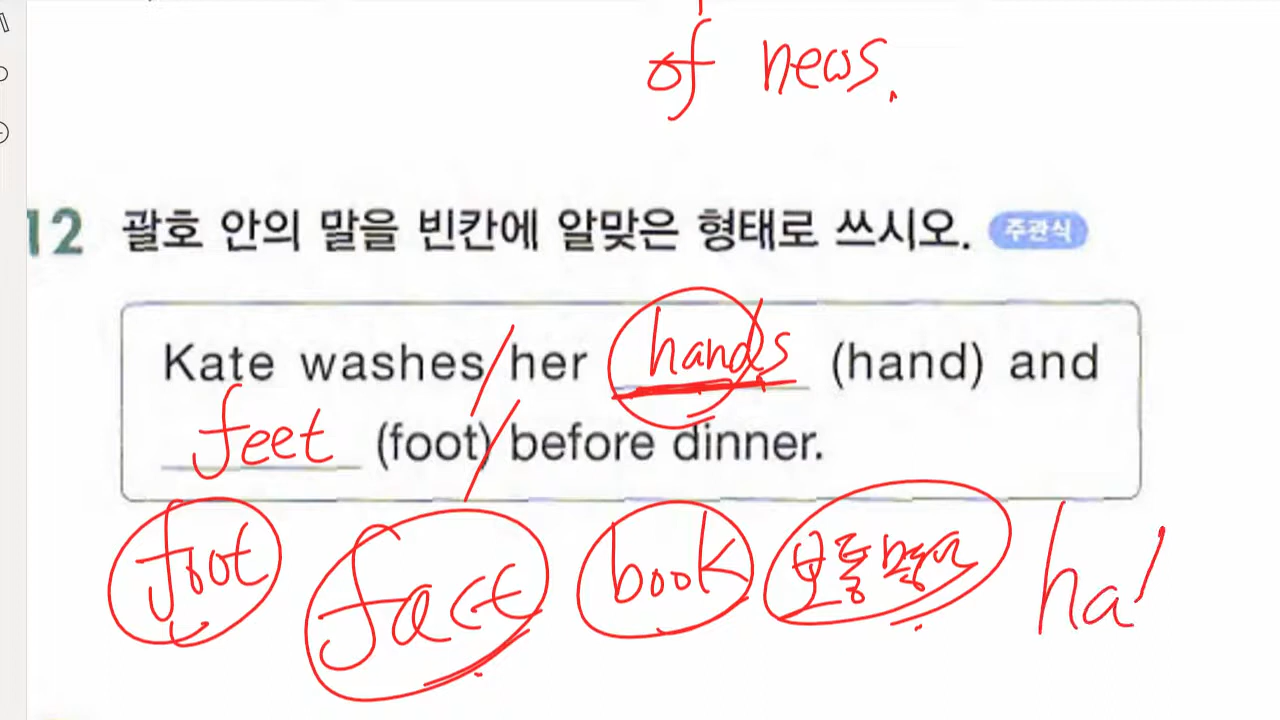 of news.
12 괄호 안의 말을 빈칸에 알맞은 형태로 쓰시오. 주관식
Kate washes / her hands (hand) and
feet (foot) / before dinner.
foot fact book 보통명사 ha